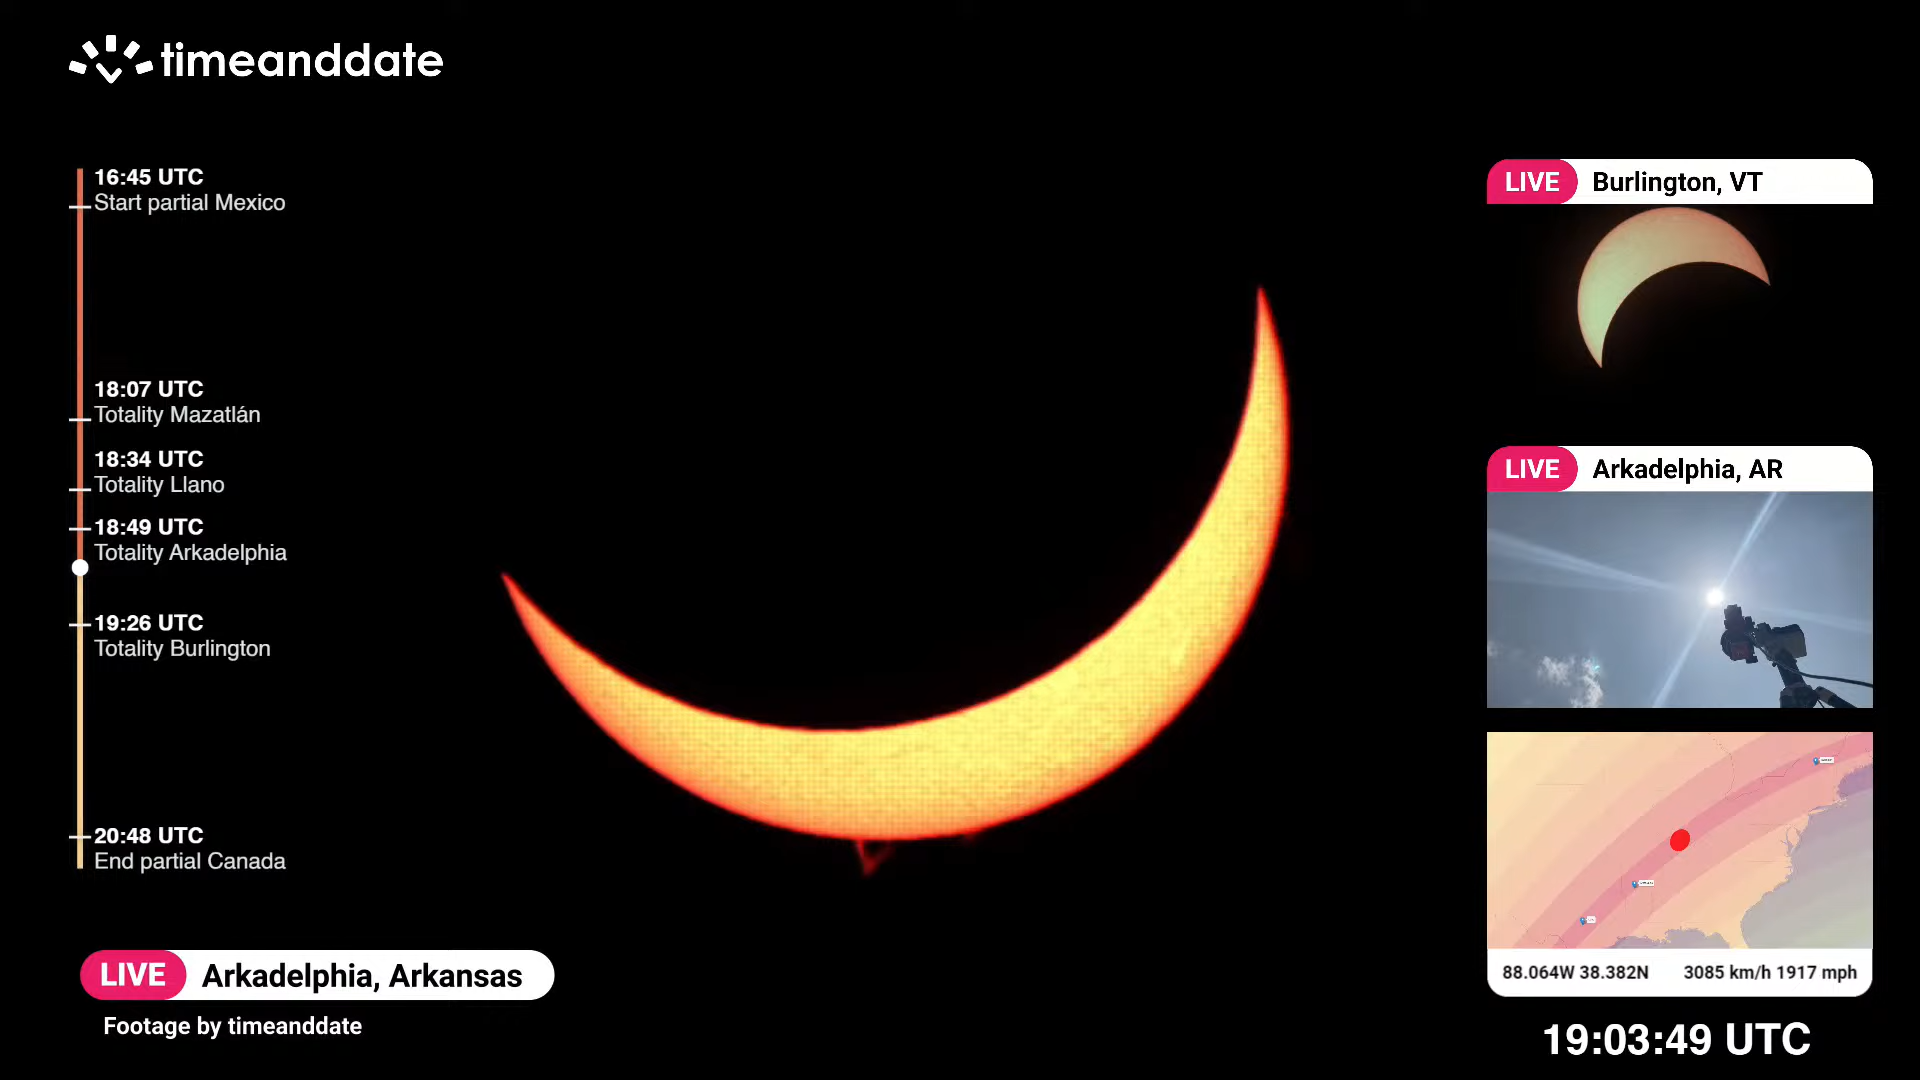 timeanddate
16:45 UTC
Start partial Mexico
18:07 UTC
Totality Mazatlán
18:34 UTC
Totality Llano
18:49 UTC
Totality Arkadelphia
19:26 UTC
Totality Burlington
20:48 UTC
End partial Canada
LIVE Arkadelphia, Arkansas
Footage by timeanddate
LIVE Burlington, VT
LIVE Arkadelphia, AR
88.064W 38.382N 3085 km/h 1917 mph
19:03:49 UTC